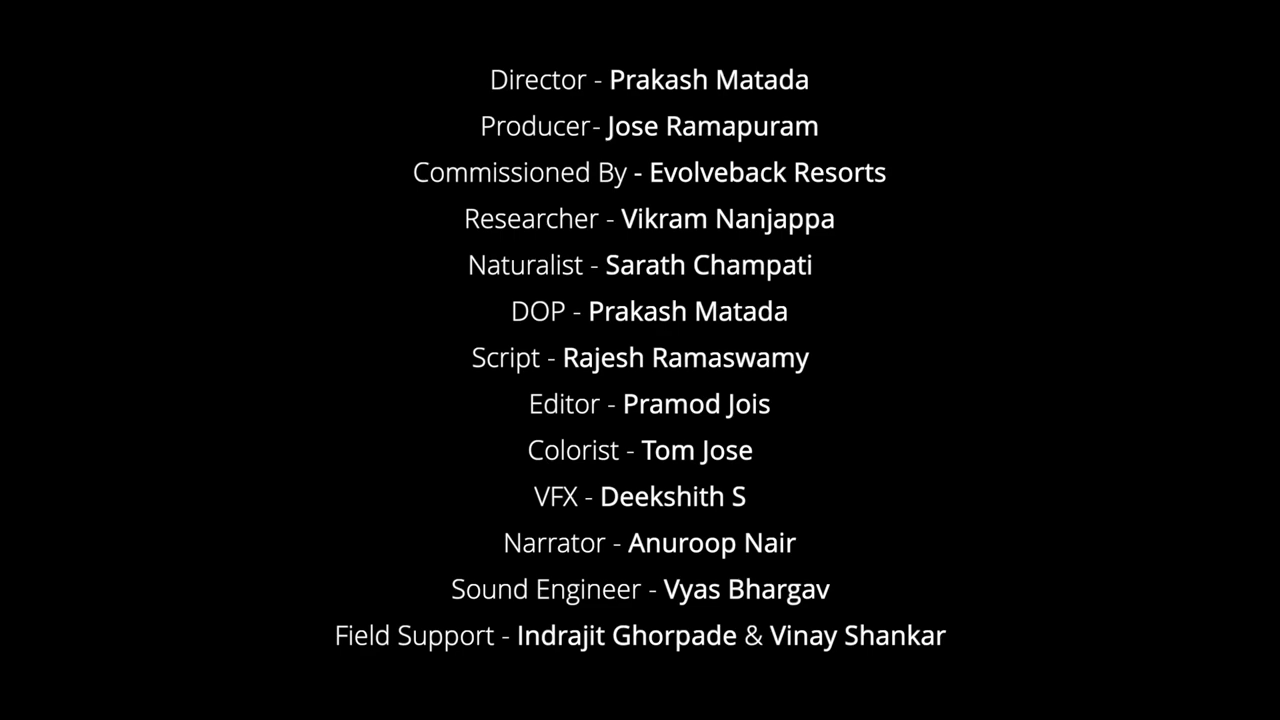 Director - Prakash Matada
Producer- Jose Ramapuram
Commissioned By - Evolveback Resorts
Researcher - Vikram Nanjappa
Naturalist - Sarath Champati
DOP - Prakash Matada
Script - Rajesh Ramaswamy
Editor - Pramod Jois
Colorist - Tom Jose
VFX - Deekshith S
Narrator - Anuroop Nair
Sound Engineer - Vyas Bhargav
Field Support - Indrajit Ghorpade & Vinay Shankar